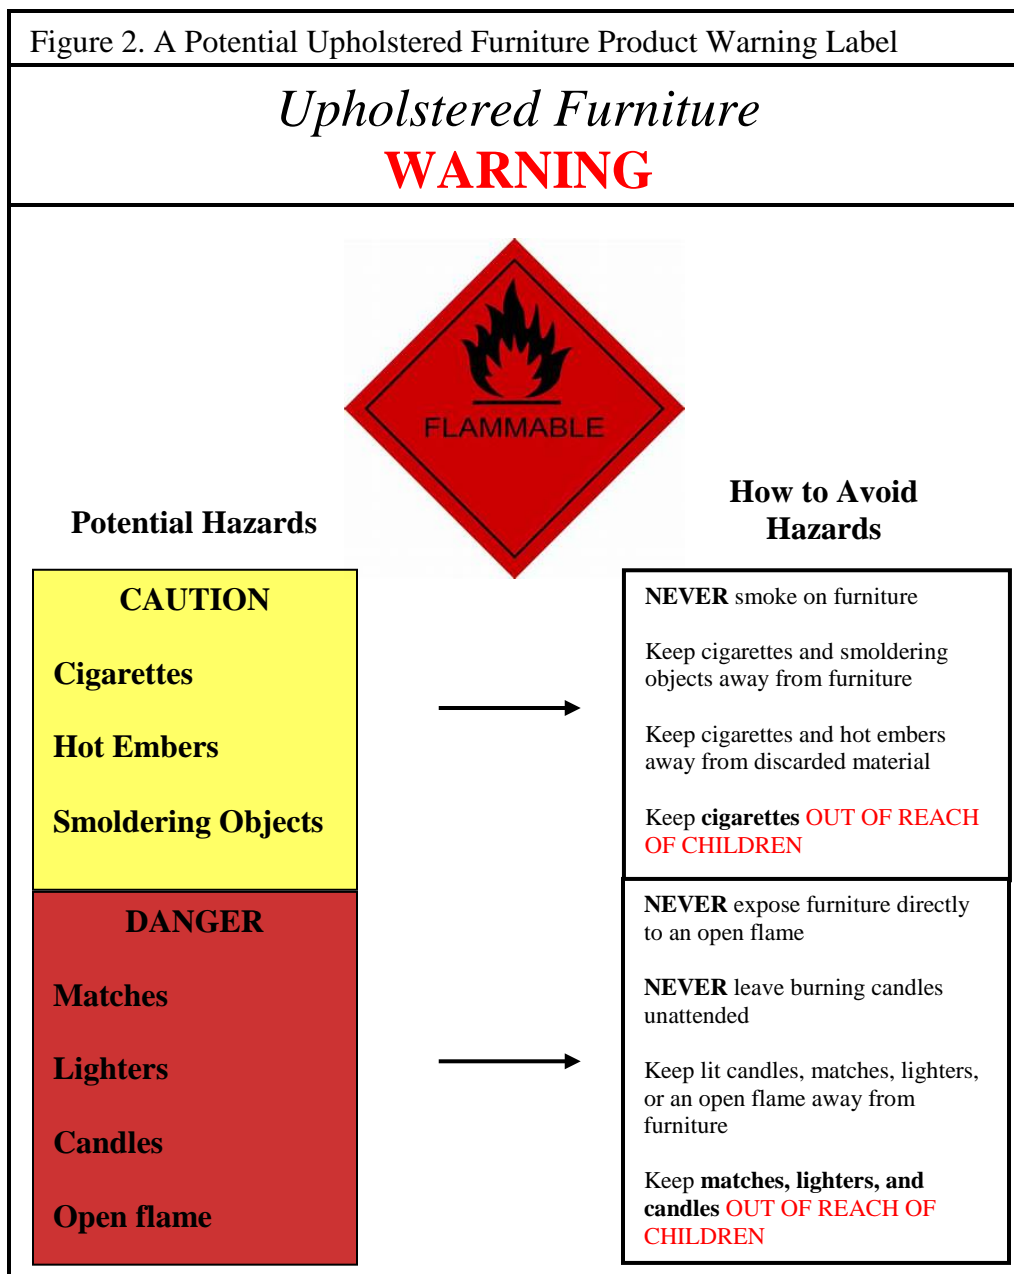 Figure 2. A Potential Upholstered Furniture Product Warning Label
Upholstered Furniture
WARNING
FLAMMABLE
Potential Hazards
How to Avoid
Hazards
CAUTION
Cigarettes
Hot Embers
Smoldering Objects
NEVER smoke on furniture
Keep cigarettes and smoldering
objects away from furniture
Keep cigarettes and hot embers
away from discarded material
Keep cigarettes OUT OF REACH
OF CHILDREN
DANGER
Matches
Lighters
Candles
Open flame
NEVER expose furniture directly
to an open flame
NEVER leave burning candles
unattended
Keep lit candles, matches, lighters,
or an open flame away from
furniture
Keep matches, lighters, and
candles OUT OF REACH OF
CHILDREN